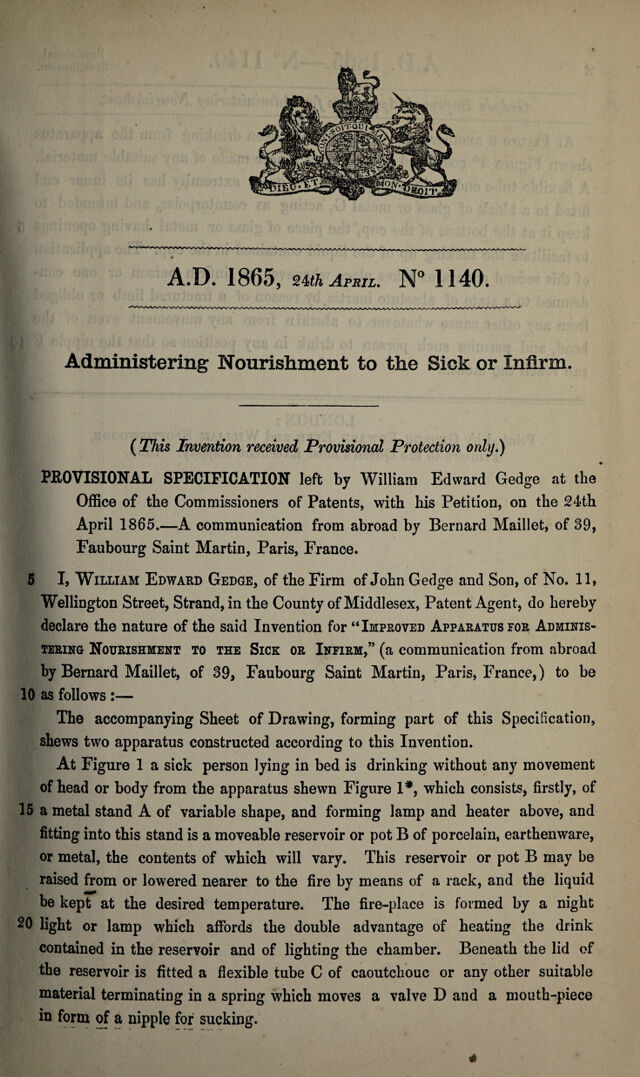 DIEU · ET MON · DROIT
A.D. 1865, 24th APRIL. Nº 1140.
Administering Nourishment to the Sick or Infirm.
(This Invention received Provisional Protection only.)
PROVISIONAL SPECIFICATION left by William Edward Gedge at the
Office of the Commissioners of Patents, with his Petition, on the 24th
April 1865.—A communication from abroad by Bernard Maillet, of 39,
Faubourg Saint Martin, Paris, France.
5 I, WILLIAM EDWARD GEDGE, of the Firm of John Gedge and Son, of No. 11,
Wellington Street, Strand, in the County of Middlesex, Patent Agent, do hereby
declare the nature of the said Invention for “IMPROVED APPARATUS FOR ADMINIS-
TERING NOURISHMENT TO THE SICK OR INFIRM,” (a communication from abroad
by Bernard Maillet, of 39, Faubourg Saint Martin, Paris, France,) to be
10 as follows :—
The accompanying Sheet of Drawing, forming part of this Specification,
shews two apparatus constructed according to this Invention.
At Figure 1 a sick person lying in bed is drinking without any movement
of head or body from the apparatus shewn Figure 1*, which consists, firstly, of
15 a metal stand A of variable shape, and forming lamp and heater above, and
fitting into this stand is a moveable reservoir or pot B of porcelain, earthenware,
or metal, the contents of which will vary. This reservoir or pot B may be
raised from or lowered nearer to the fire by means of a rack, and the liquid
be kept at the desired temperature. The fire-place is formed by a night
20 light or lamp which affords the double advantage of heating the drink
contained in the reservoir and of lighting the chamber. Beneath the lid of
the reservoir is fitted a flexible tube C of caoutchouc or any other suitable
material terminating in a spring which moves a valve D and a mouth-piece
in form of a nipple for sucking.